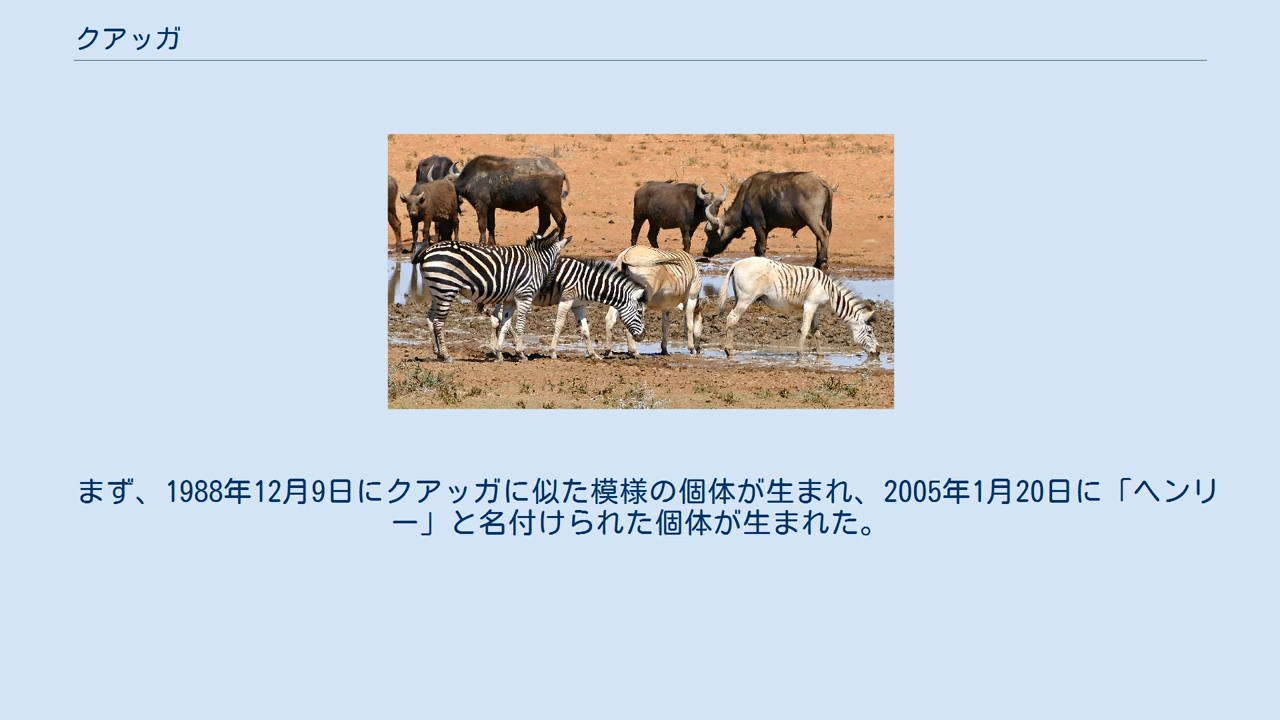 クアッガ
まず、1988年12月9日にクアッガに似た模様の個体が生まれ、2005年1月20日に「ヘンリ
ー」と名付けられた個体が生まれた。